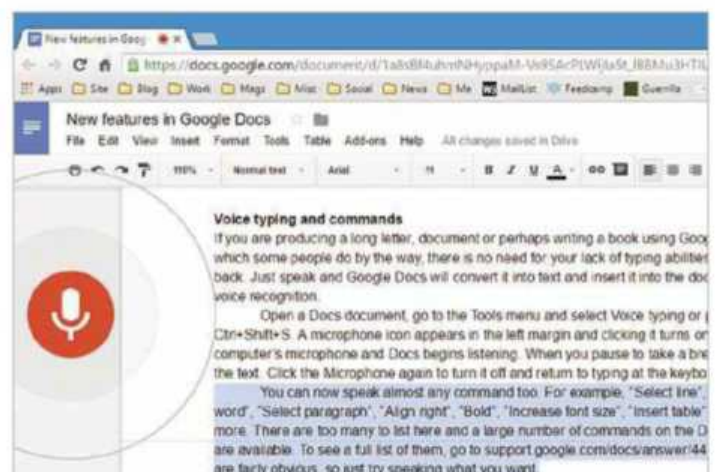 New features in Goog
https://docs.google.com/document/d/
Apps Site Blog Work Mags Misc Social News Me MailList Feedcamp Guerilla
New features in Google Docs
File Edit View Insert Format Tools Table Add-ons Help All changes saved in Drive
110% Normal text Arial 11 B I U A
Voice typing and commands
If you are producing a long letter, document or perhaps writing a book using Goog
which some people do by the way, there is no need for your lack of typing abilities
back. Just speak and Google Docs will convert it into text and insert it into the doc
voice recognition.
Open a Docs document, go to the Tools menu and select Voice typing or
Ctrl+Shift+S. A microphone icon appears in the left margin and clicking it turns on
computer's microphone and Docs begins listening. When you pause to take a bre
the text. Click the Microphone again to turn it off and return to typing at the keybo
You can now speak almost any command too. For example, "Select line",
word", "Select paragraph", "Align right", "Bold", "Increase font size", "Insert table"
more. There are too many to list here and a large number of commands on the D
are available. To see a full list of them, go to support.google.com/docs/answer/44
are fairly obvious, so just try speaking what you want.